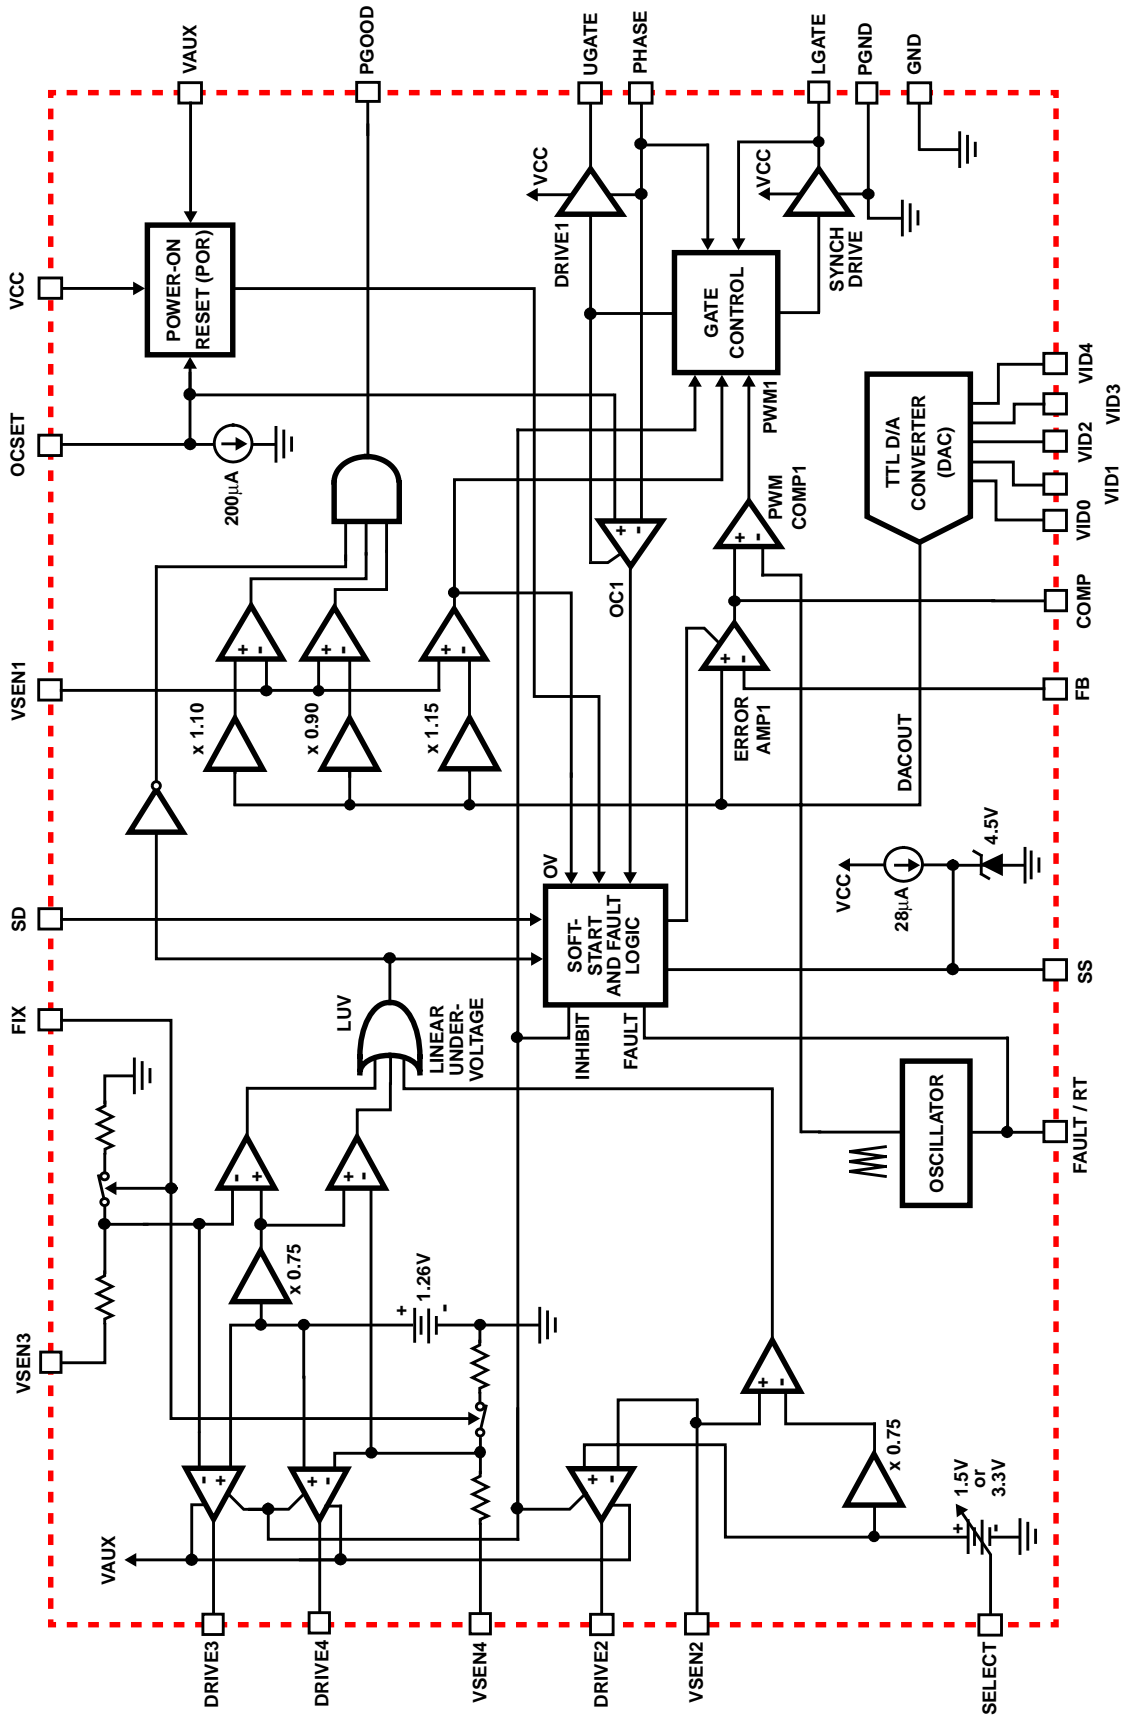 VSEN3
FIX
SD
VSEN1
OCSET
VCC
VAUX
PGOOD
UGATE
PHASE
LGATE
PGND
GND
POWER-ON
RESET (POR)
200µA
x 1.10
x 0.90
x 1.15
+
-
+
-
+
-
LUV
LINEAR
UNDER-
VOLTAGE
-
+
+
-
x 0.75
+
1.26V
-
-
+
+
-
VAUX
DRIVE3
DRIVE4
VSEN4
DRIVE2
VSEN2
SELECT
+
-
+
-
x 0.75
1.5V
or
3.3V
+
-
INHIBIT
FAULT
SOFT-
START
AND FAULT
LOGIC
OV
OC1
+
-
DRIVE1
VCC
GATE
CONTROL
VCC
SYNCH
DRIVE
PWM1
PWM
COMP1
+
-
ERROR
AMP1
+
-
DACOUT
TTL D/A
CONVERTER
(DAC)
VCC
28µA
4.5V
OSCILLATOR
FAULT / RT
SS
FB
COMP
VID0
VID1
VID2
VID3
VID4